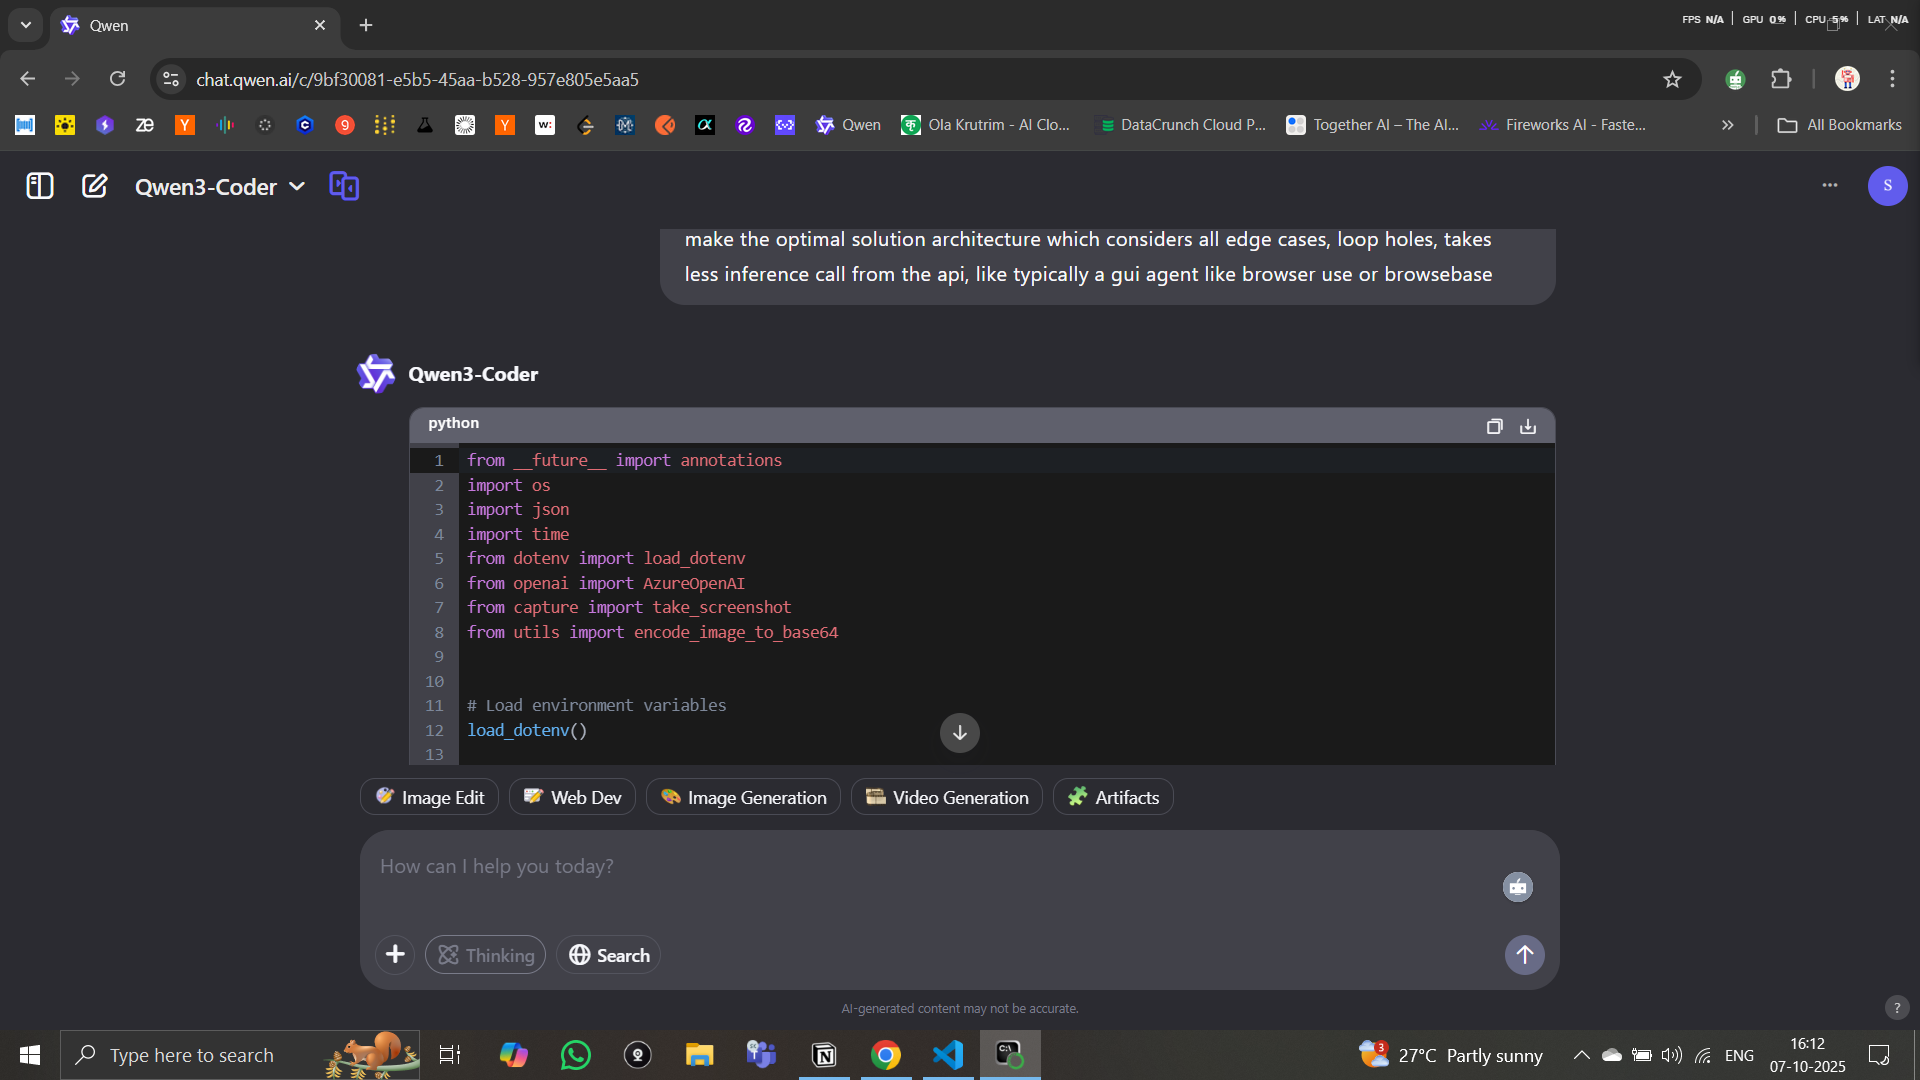 Qwen
FPS N/A GPU 0% CPU 5% LAT N/A
chat.qwen.ai/c/9bf30081-e5b5-45aa-b528-957e805e5aa5
Qwen
Ola Krutrim - AI Clo...
DataCrunch Cloud P...
Together AI – The AI...
Fireworks AI - Faste...
All Bookmarks
Qwen3-Coder
S
make the optimal solution architecture which considers all edge cases, loop holes, takes
less inference call from the api, like typically a gui agent like browser use or browsebase
Qwen3-Coder
python
1 from __future__ import annotations
2 import os
3 import json
4 import time
5 from dotenv import load_dotenv
6 from openai import AzureOpenAI
7 from capture import take_screenshot
8 from utils import encode_image_to_base64
9
10
11 # Load environment variables
12 load_dotenv()
13
Image Edit
Web Dev
Image Generation
Video Generation
Artifacts
How can I help you today?
Thinking
Search
AI-generated content may not be accurate.
?
Type here to search
3
27°C Partly sunny
ENG
16:12
07-10-2025